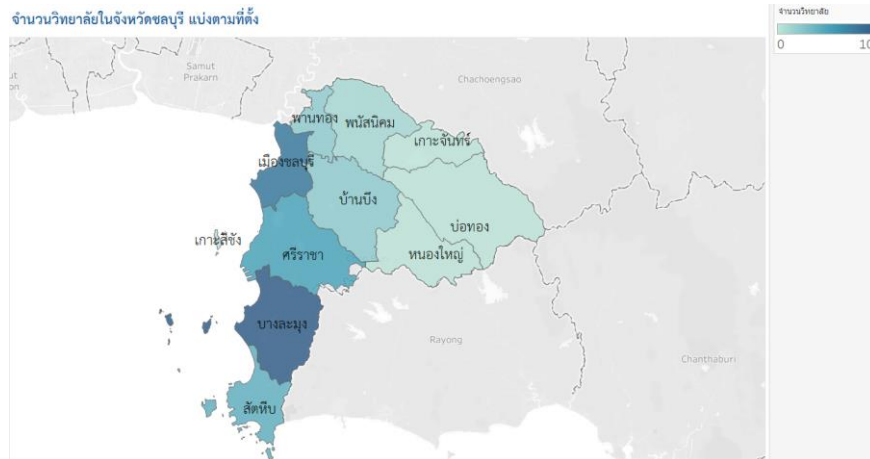 จำนวนวิทยาลัยในจังหวัดชลบุรี แบ่งตามที่ตั้ง
จำนวนวิทยาลัย
0 10
Samut
Prakarn
Chachoengsao
พานทอง
พนัสนิคม
เกาะจันทร์
เมืองชลบุรี
บ้านบึง
บ่อทอง
เกาะสีชัง
ศรีราชา
หนองใหญ่
บางละมุง
Rayong
Chanthaburi
สัตหีบ